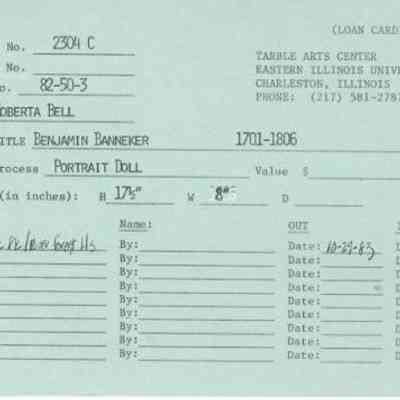 (LOAN CARD)
No. 2304 C
TARBLE ARTS CENTER
No.
EASTERN ILLINOIS UNIV
o. 82-50-3
CHARLESTON, ILLINOIS
PHONE: (217) 581-278
OBERTA BELL
ITLE BENJAMIN BANNEKER 1701-1806
rocess PORTRAIT DOLL Value $
(in inches): H 17½" W 8" D
Name: OUT
By: Date: 10-29-83
By: Date:
By: Date:
By: Date:
By: Date:
By: Date:
By: Date:
By: Date:
By: Date: